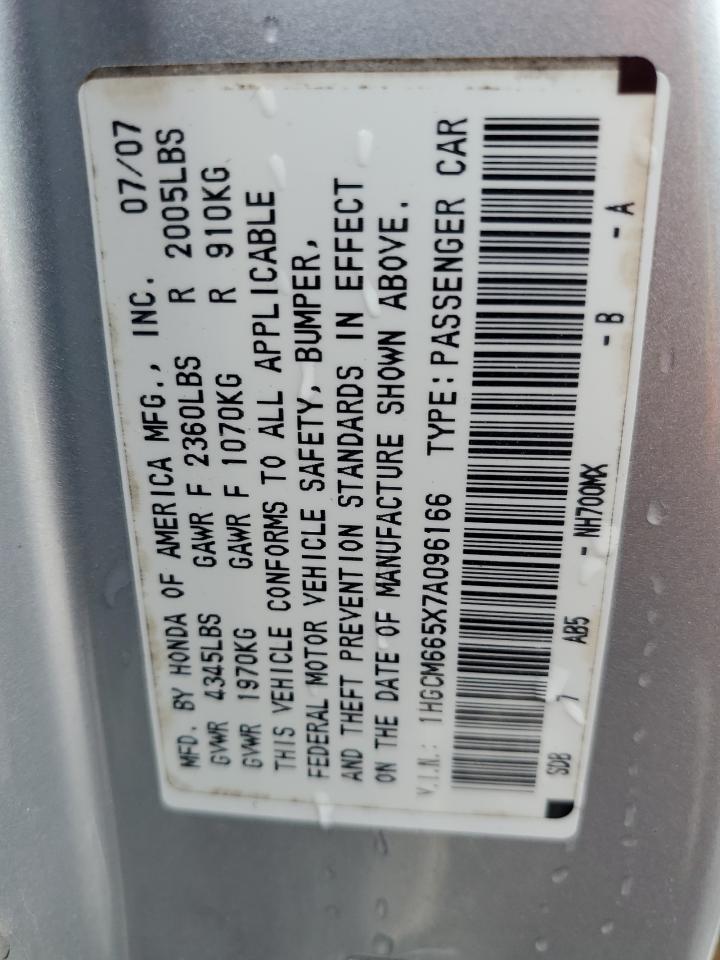 MFD. BY HONDA OF AMERICA MFG., INC. 07/07
GVWR 4345LBS GAWR F 2360LBS R 2005LBS
GVWR 1970KG GAWR F 1070KG R 910KG
THIS VEHICLE CONFORMS TO ALL APPLICABLE
FEDERAL MOTOR VEHICLE SAFETY, BUMPER,
AND THEFT PREVENTION STANDARDS IN EFFECT
ON THE DATE OF MANUFACTURE SHOWN ABOVE.
V.I.N.: 1HGCM665X7A096166 TYPE: PASSENGER CAR
SDB 7 AB5 - NH700MX - B - A